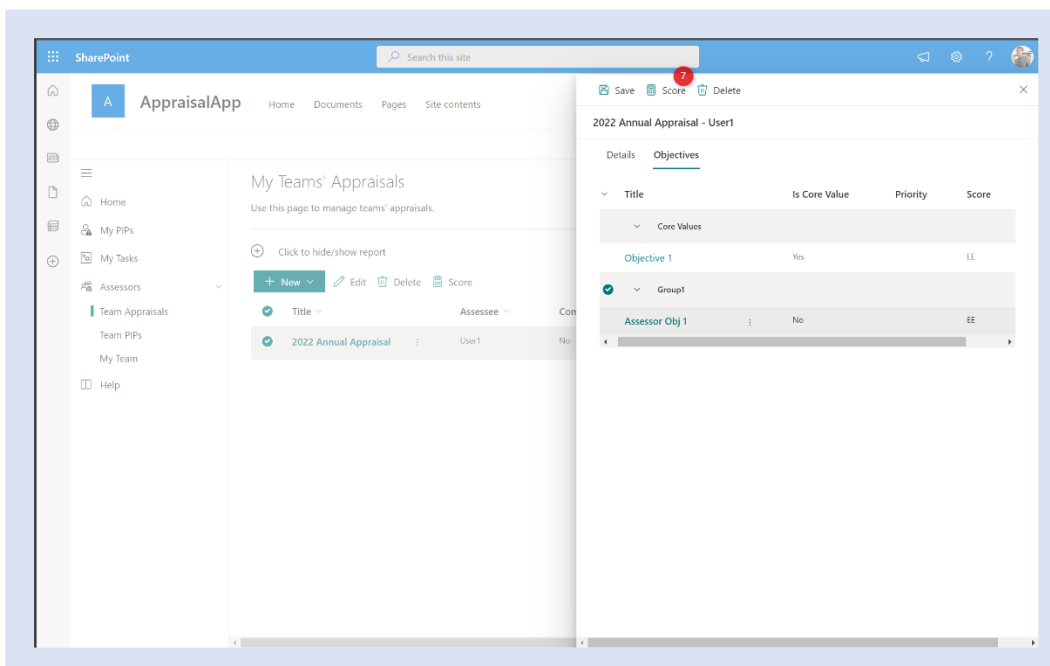 SharePoint
Search this site
?
7
A
AppraisalApp
Home Documents Pages Site contents
Home
My PIPs
My Tasks
Assessors
Team Appraisals
Team PIPs
My Team
Help
My Teams' Appraisals
Use this page to manage teams' appraisals.
Click to hide/show report
New Edit Delete Score
Title Assessee Com
2022 Annual Appraisal User1 No
Save Score Delete
2022 Annual Appraisal - User1
Details Objectives
Title Is Core Value Priority Score
Core Values
Objective 1 Yes EE
Group1
Assessor Obj 1 No EE